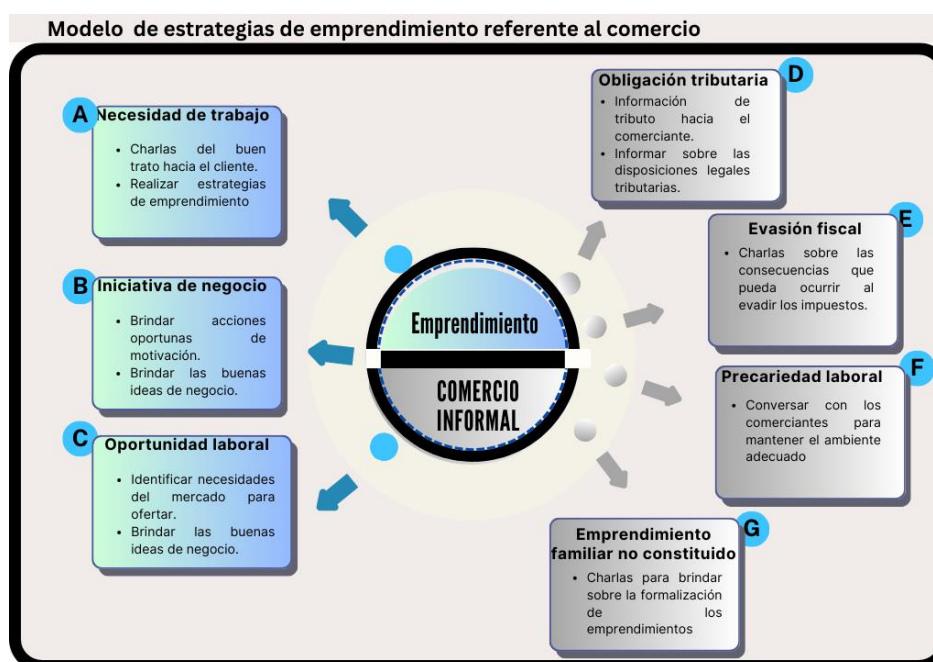 Modelo de estrategias de emprendimiento referente al comercio
A
Necesidad de trabajo
• Charlas del buen
trato hacia el cliente.
• Realizar estrategias
de emprendimiento
B
Iniciativa de negocio
• Brindar acciones
oportunas de
motivación.
• Brindar las buenas
ideas de negocio.
C
Oportunidad laboral
• Identificar necesidades
del mercado para
ofertar.
• Brindar las buenas
ideas de negocio.
Emprendimiento
COMERCIO
INFORMAL
D
Obligación tributaria
• Información de
tributo hacia el
comerciante.
• Informar sobre las
disposiciones legales
tributarias.
E
Evasión fiscal
• Charlas sobre las
consecuencias que
pueda ocurrir al
evadir los impuestos.
F
Precariedad laboral
• Conversar con los
comerciantes para
mantener el ambiente
adecuado
G
Emprendimiento
familiar no constituido
• Charlas para brindar
sobre la formalización
de los
emprendimientos